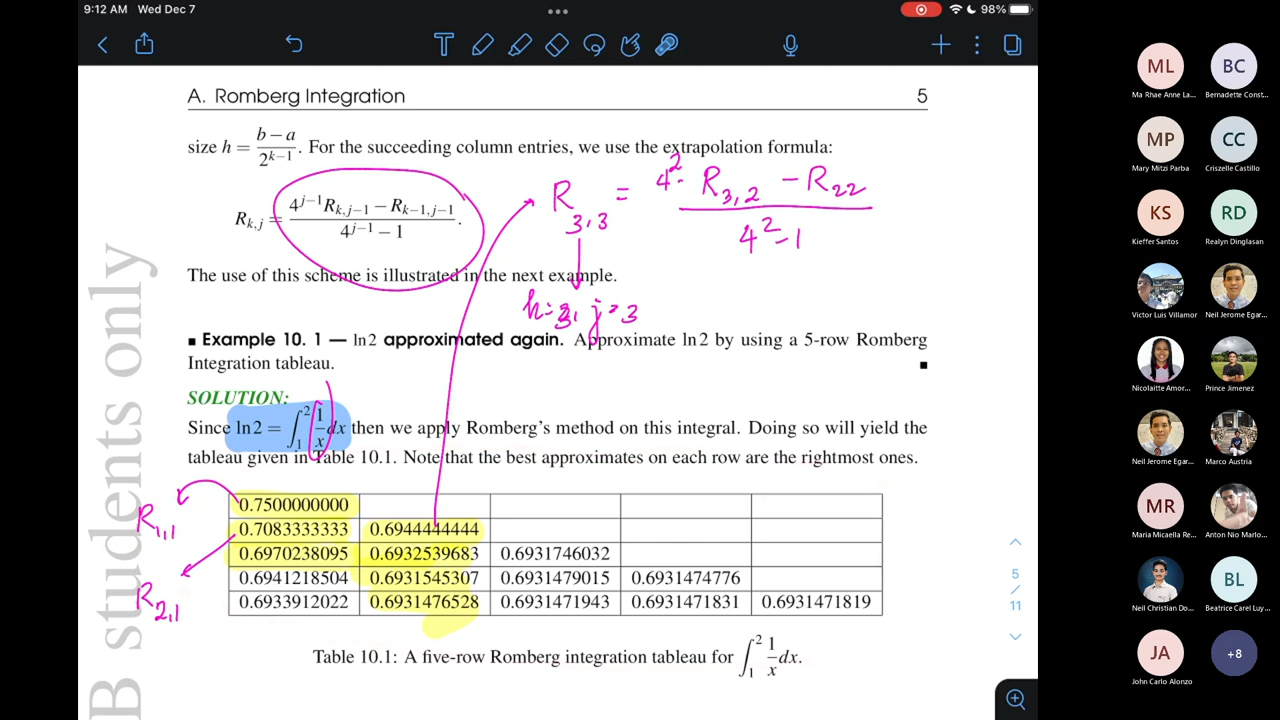 9:12 AM Wed Dec 7
98%
A. Romberg Integration 5
size h = (b − a)/2^{k−1}. For the succeeding column entries, we use the extrapolation formula:
R_{k,j} = (4^{j−1}R_{k,j−1} − R_{k−1,j−1})/(4^{j−1} − 1).
R_{3,3} = (4^2 · R_{3,2} − R_{22})/(4^2 − 1)
The use of this scheme is illustrated in the next example.
k=3, j=3
■ Example 10. 1 — ln2 approximated again. Approximate ln2 by using a 5-row Romberg
Integration tableau. ■
SOLUTION:
Since ln2 = ∫_1^2 1/x dx then we apply Romberg's method on this integral. Doing so will yield the
tableau given in Table 10.1. Note that the best approximates on each row are the rightmost ones.
R_{1,1}
R_{2,1}
0.7500000000
0.7083333333 0.6944444444
0.6970238095 0.6932539683 0.6931746032
0.6941218504 0.6931545307 0.6931479015 0.6931474776
0.6933912022 0.6931476528 0.6931471943 0.6931471831 0.6931471819
Table 10.1: A five-row Romberg integration tableau for ∫_1^2 1/x dx.
B students only
5
/
11
ML
Ma Rhae Anne La...
BC
Bernadette Const...
MP
Mary Mitzi Parba
CC
Criszelle Castillo
KS
Kieffer Santos
RD
Realyn Dinglasan
Victor Luis Villamor
Neil Jerome Egar...
Nicolaitte Amor...
Prince Jimenez
Neil Jerome Egar...
Marco Austria
MR
Maria Micaella Re...
Anton Nio Marlo...
Neil Christian Do...
BL
Beatrice Carel Luy...
JA
John Carlo Alonzo
+8